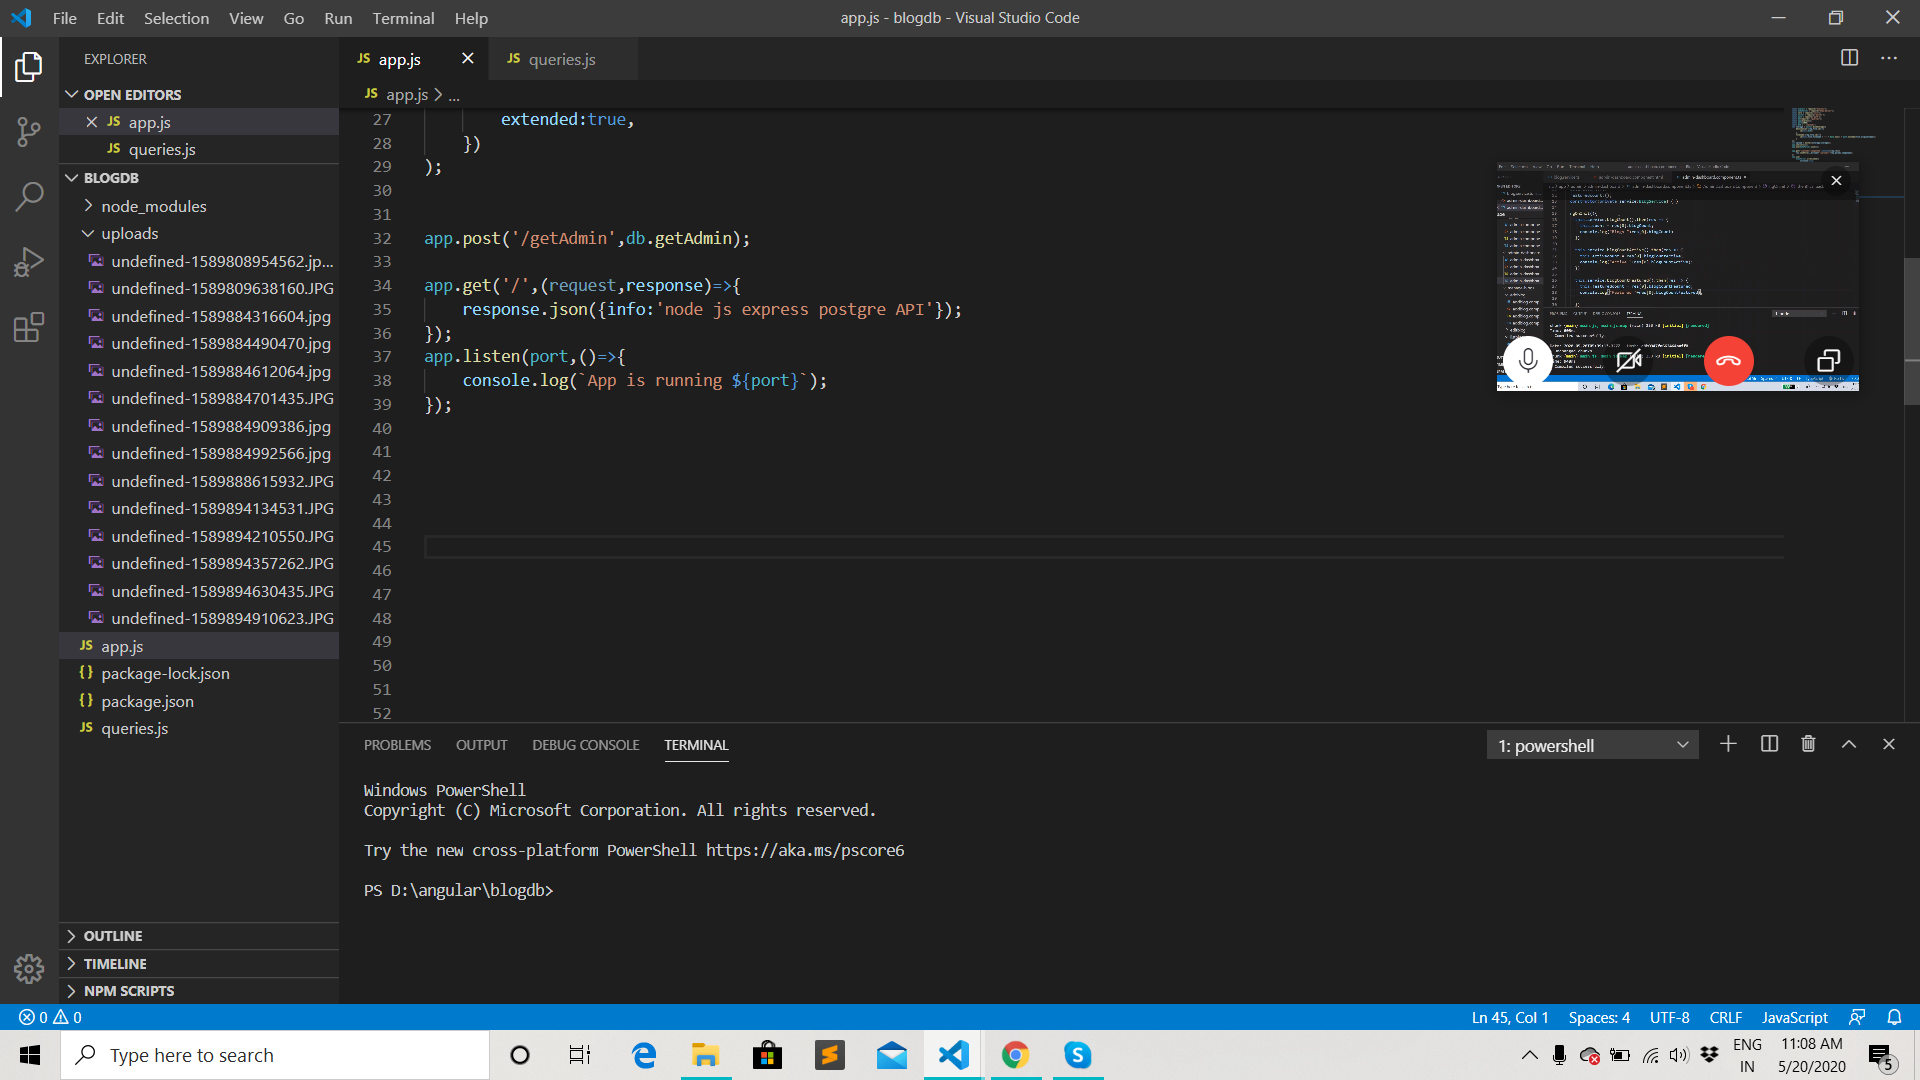 File Edit Selection View Go Run Terminal Help
app.js - blogdb - Visual Studio Code
EXPLORER
OPEN EDITORS
JS app.js
JS queries.js
BLOGDB
node_modules
uploads
undefined-1589808954562.jp...
undefined-1589809638160.JPG
undefined-1589884316604.jpg
undefined-1589884490470.jpg
undefined-1589884612064.jpg
undefined-1589884701435.JPG
undefined-1589884909386.jpg
undefined-1589884992566.jpg
undefined-1589888615932.JPG
undefined-1589894134531.JPG
undefined-1589894210550.JPG
undefined-1589894357262.JPG
undefined-1589894630435.JPG
undefined-1589894910623.JPG
JS app.js
{} package-lock.json
{} package.json
JS queries.js
OUTLINE
TIMELINE
NPM SCRIPTS
JS app.js
JS queries.js
JS app.js > ...
27 extended:true,
28 })
29 );
30
31
32 app.post('/getAdmin',db.getAdmin);
33
34 app.get('/',(request,response)=>{
35 response.json({info:'node js express postgre API'});
36 });
37 app.listen(port,()=>{
38 console.log(`App is running ${port}`);
39 });
40
41
42
43
44
45
46
47
48
49
50
51
52
PROBLEMS OUTPUT DEBUG CONSOLE TERMINAL
1: powershell
Windows PowerShell
Copyright (C) Microsoft Corporation. All rights reserved.
Try the new cross-platform PowerShell https://aka.ms/pscore6
PS D:\angular\blogdb>
0 0
Ln 45, Col 1 Spaces: 4 UTF-8 CRLF JavaScript
Type here to search
ENG
IN
11:08 AM
5/20/2020
5